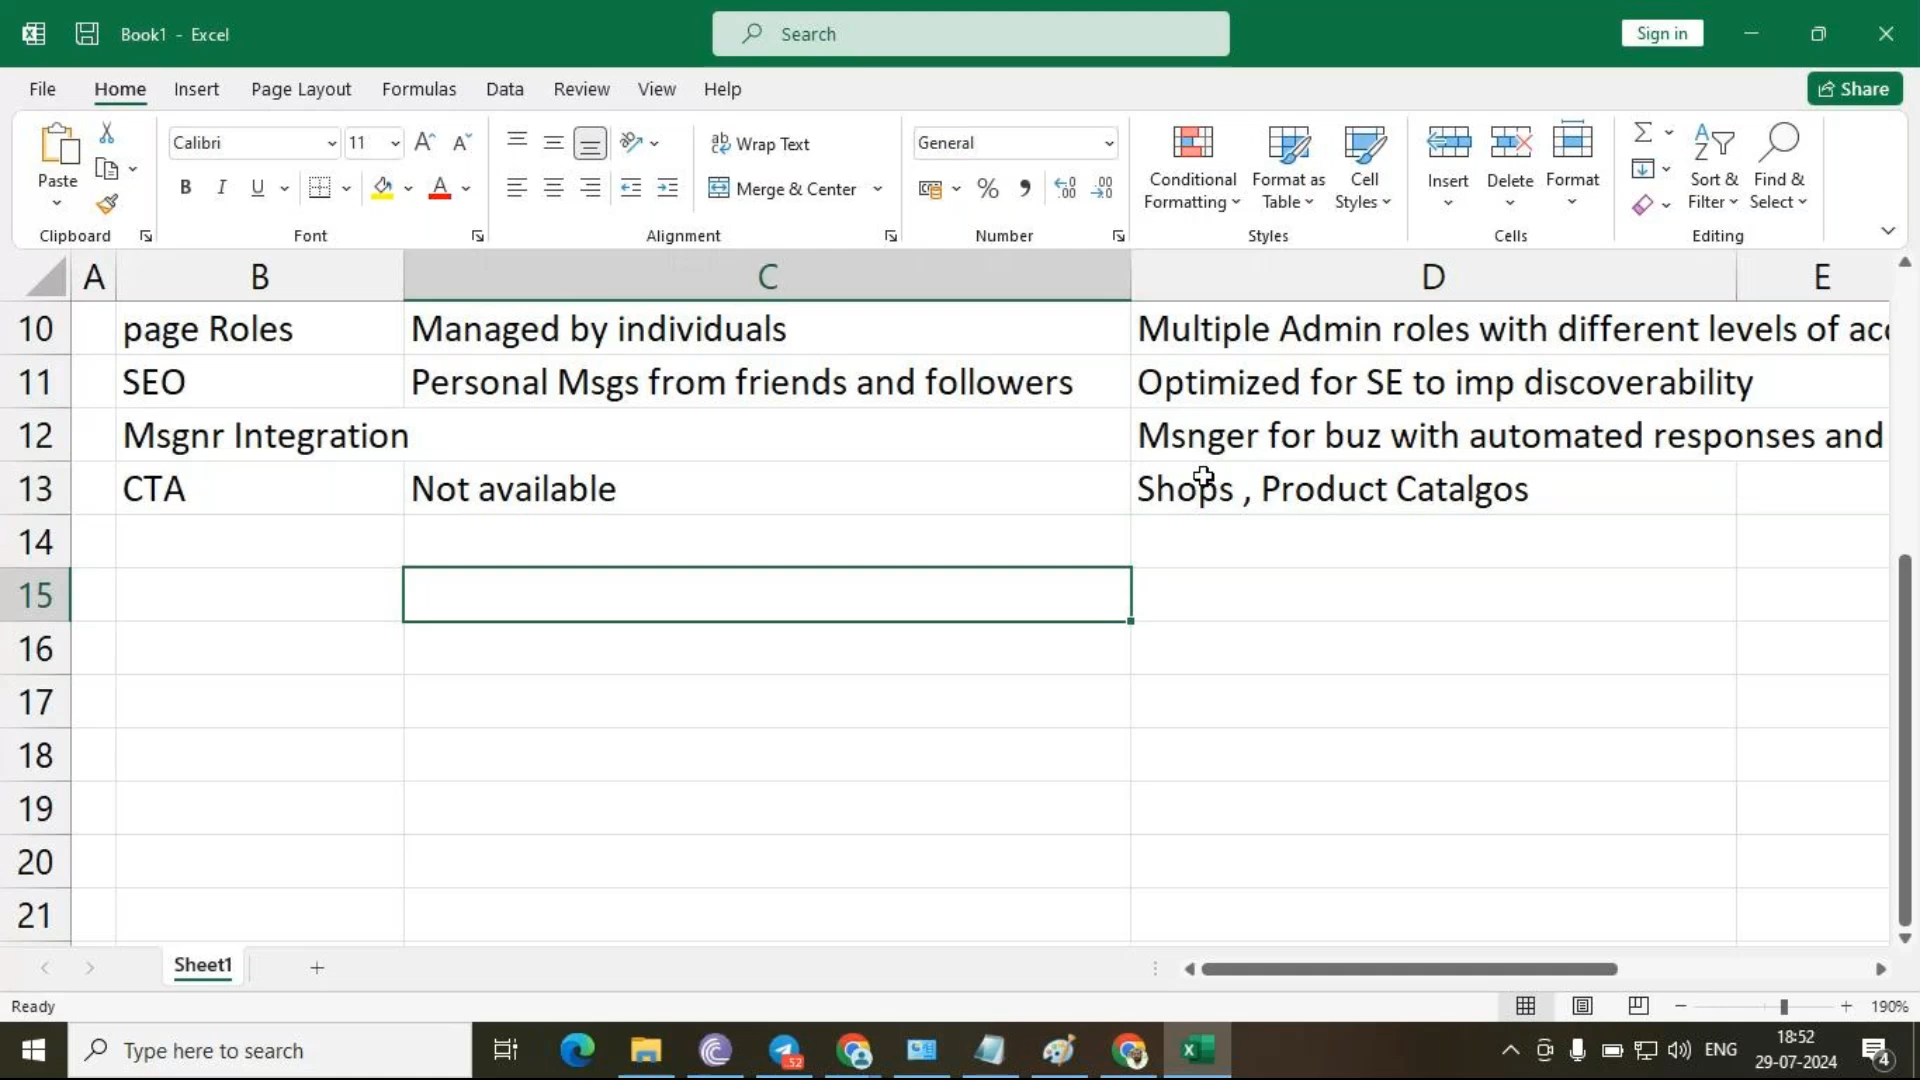 Book1 - Excel
Search
Sign in
File Home Insert Page Layout Formulas Data Review View Help
Share
Paste
Calibri 11
Wrap Text
General
Merge & Center
Conditional Formatting
Format as Table
Cell Styles
Insert
Delete
Format
Sort & Filter
Find & Select
Clipboard Font Alignment Number Styles Cells Editing
A B C D E
10 page Roles Managed by individuals Multiple Admin roles with different levels of acc
11 SEO Personal Msgs from friends and followers Optimized for SE to imp discoverability
12 Msgnr Integration Msnger for buz with automated responses and
13 CTA Not available Shops , Product Catalgos
14
15
16
17
18
19
20
21
Sheet1
Ready
190%
Type here to search
52
ENG
18:52
29-07-2024
4